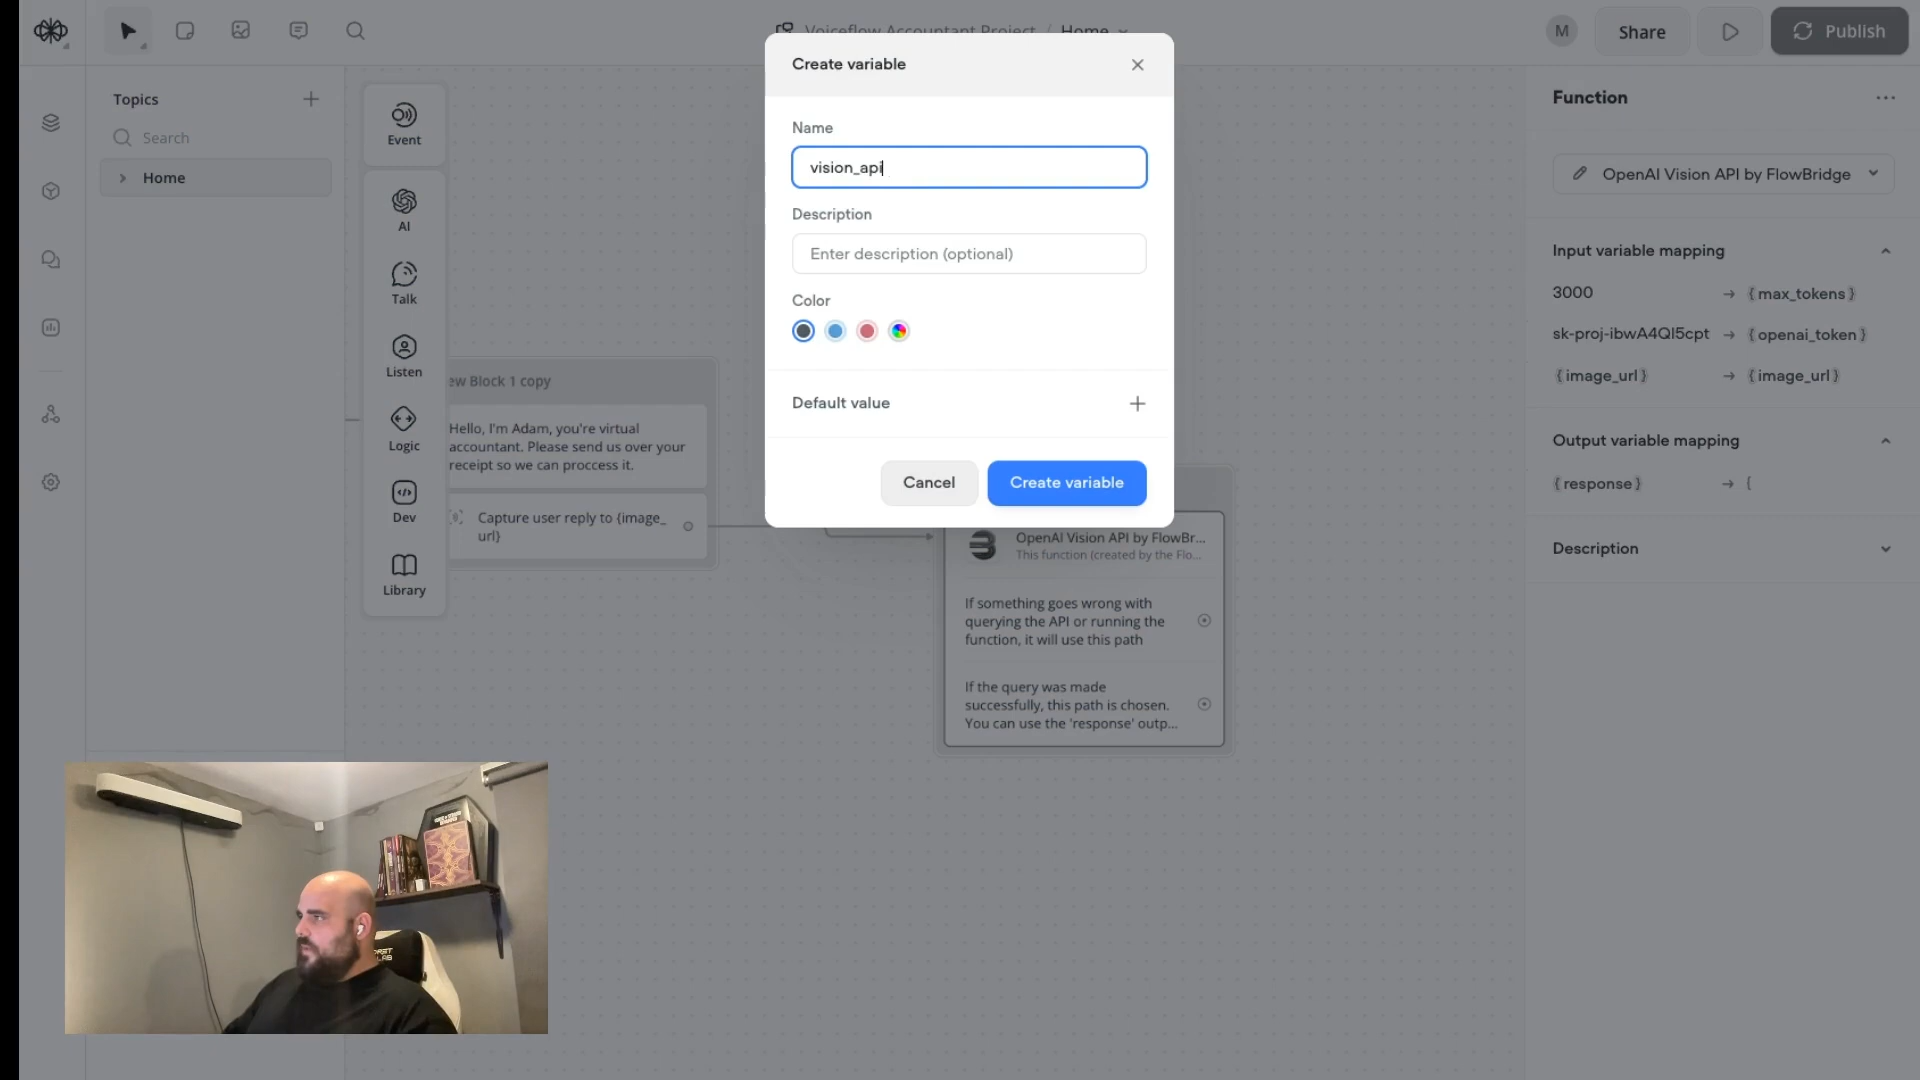 Voiceflow Accountant Project / Home
M
Share
Publish
Topics
Search
Home
Event
AI
Talk
Listen
Logic
Dev
Library
ew Block 1 copy
Hello, I'm Adam, you're virtual
accountant. Please send us over your
receipt so we can proccess it.
Capture user reply to {image_
url}
Create variable
Name
vision_api
Description
Enter description (optional)
Color
Default value
Cancel
Create variable
OpenAI Vision API by FlowBr...
This function (created by the Flo...
If something goes wrong with
querying the API or running the
function, it will use this path
If the query was made
successfully, this path is chosen.
You can use the 'response' outp...
Function
OpenAI Vision API by FlowBridge
Input variable mapping
3000 → {max_tokens}
sk-proj-ibwA4QI5cpt → {openai_token}
{image_url} → {image_url}
Output variable mapping
{response} → {
Description